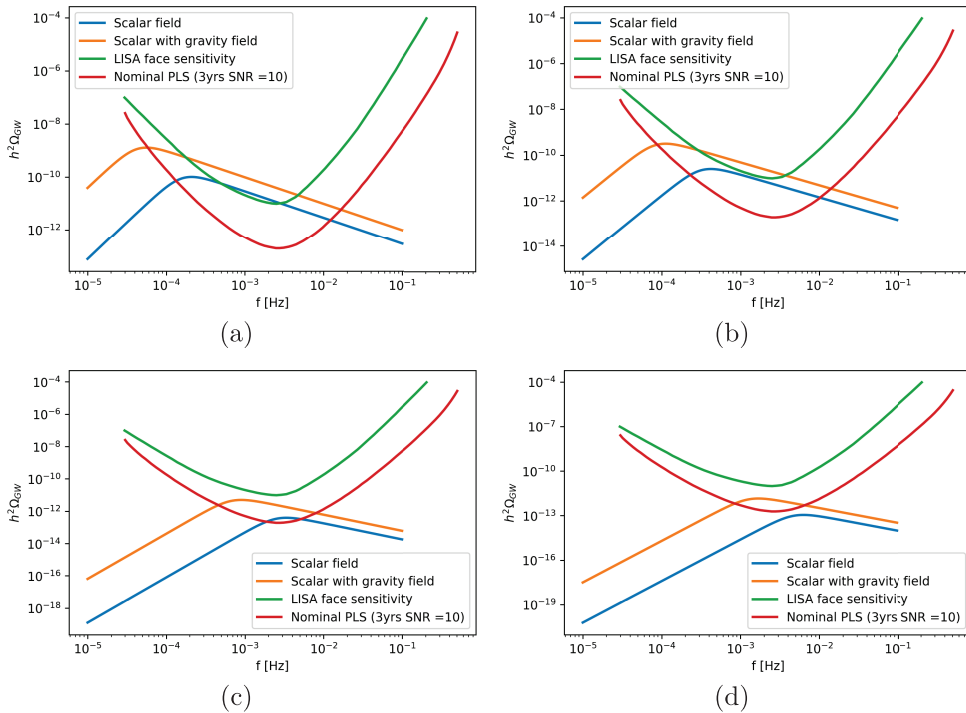 10⁻⁴
10⁻⁶
10⁻⁸
10⁻¹⁰
10⁻¹²
h²Ω_GW
Scalar field
Scalar with gravity field
LISA face sensitivity
Nominal PLS (3yrs SNR =10)
10⁻⁵ 10⁻⁴ 10⁻³ 10⁻² 10⁻¹
f [Hz]
(a)
10⁻⁴
10⁻⁶
10⁻⁸
10⁻¹⁰
10⁻¹²
10⁻¹⁴
h²Ω_GW
Scalar field
Scalar with gravity field
LISA face sensitivity
Nominal PLS (3yrs SNR =10)
10⁻⁵ 10⁻⁴ 10⁻³ 10⁻² 10⁻¹
f [Hz]
(b)
10⁻⁴
10⁻⁶
10⁻⁸
10⁻¹⁰
10⁻¹²
10⁻¹⁴
10⁻¹⁶
10⁻¹⁸
h²Ω_GW
Scalar field
Scalar with gravity field
LISA face sensitivity
Nominal PLS (3yrs SNR =10)
10⁻⁵ 10⁻⁴ 10⁻³ 10⁻² 10⁻¹
f [Hz]
(c)
10⁻⁴
10⁻⁷
10⁻¹⁰
10⁻¹³
10⁻¹⁶
10⁻¹⁹
h²Ω_GW
Scalar field
Scalar with gravity field
LISA face sensitivity
Nominal PLS (3yrs SNR =10)
10⁻⁵ 10⁻⁴ 10⁻³ 10⁻² 10⁻¹
f [Hz]
(d)